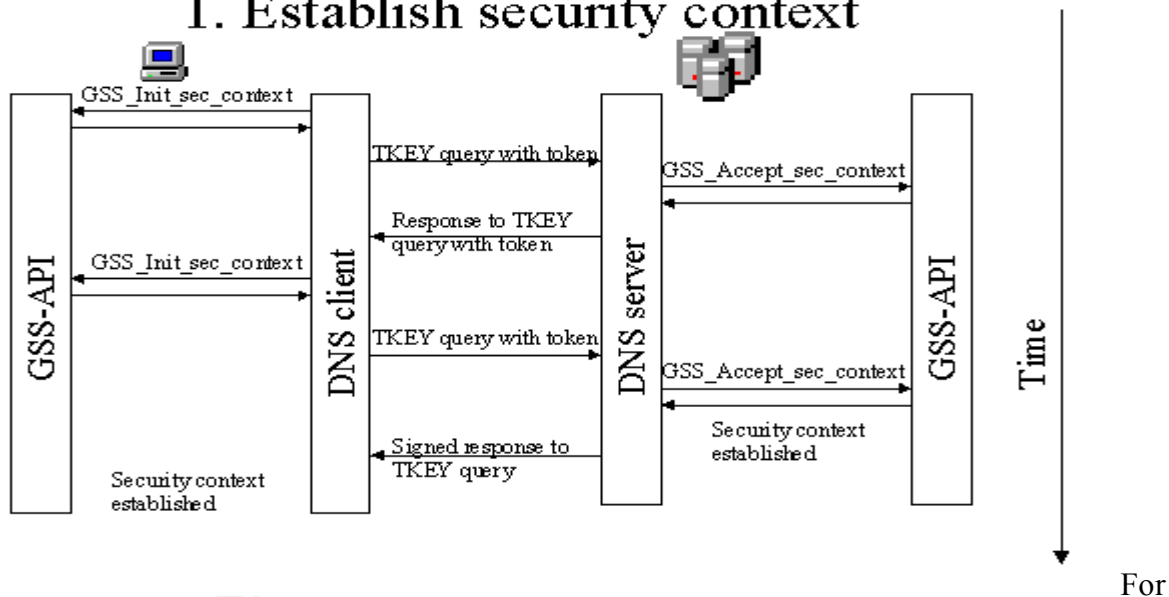 1. Establish security context
GSS_Init_sec_context
TKEY query with token
GSS_Accept_sec_context
Response to TKEY
query with token
GSS_Init_sec_context
TKEY query with token
GSS_Accept_sec_context
Security context
established
Signed response to
TKEY query
Security context
established
GSS-API
DNS client
DNS server
GSS-API
Time
For